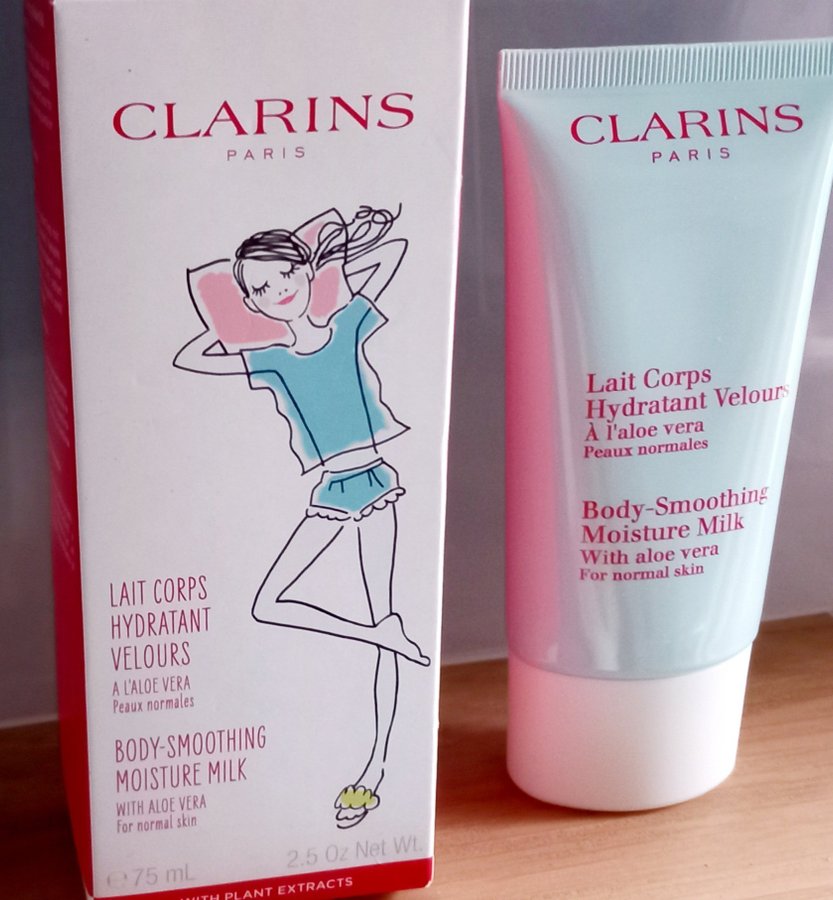 CLARINS
PARIS
LAIT CORPS
HYDRATANT
VELOURS
A L'ALOE VERA
Peaux normales
BODY-SMOOTHING
MOISTURE MILK
WITH ALOE VERA
For normal skin
℮75 mL
2.5 Oz Net Wt.
WITH PLANT EXTRACTS
CLARINS
PARIS
Lait Corps
Hydratant Velours
À l'aloe vera
Peaux normales
Body-Smoothing
Moisture Milk
With aloe vera
For normal skin